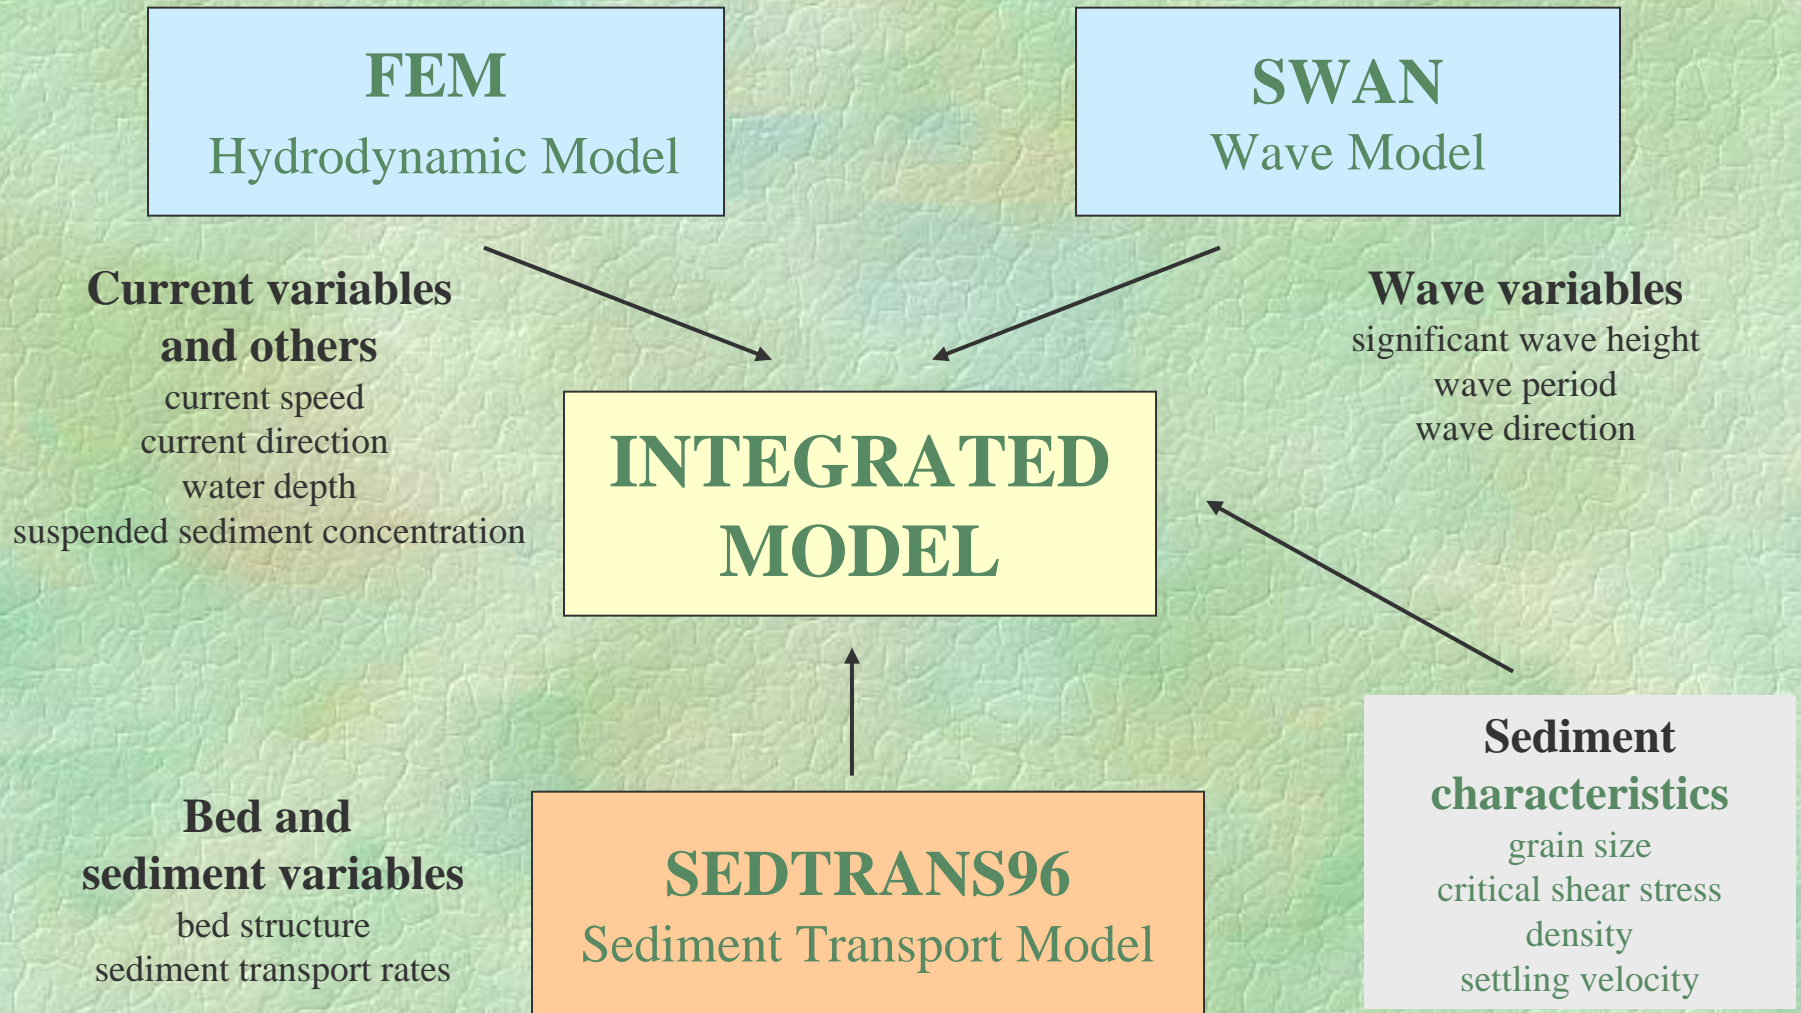 FEM
Hydrodynamic Model
SWAN
Wave Model
Current variables
and others
current speed
current direction
water depth
suspended sediment concentration
Wave variables
significant wave height
wave period
wave direction
INTEGRATED
MODEL
Bed and
sediment variables
bed structure
sediment transport rates
SEDTRANS96
Sediment Transport Model
Sediment
characteristics
grain size
critical shear stress
density
settling velocity